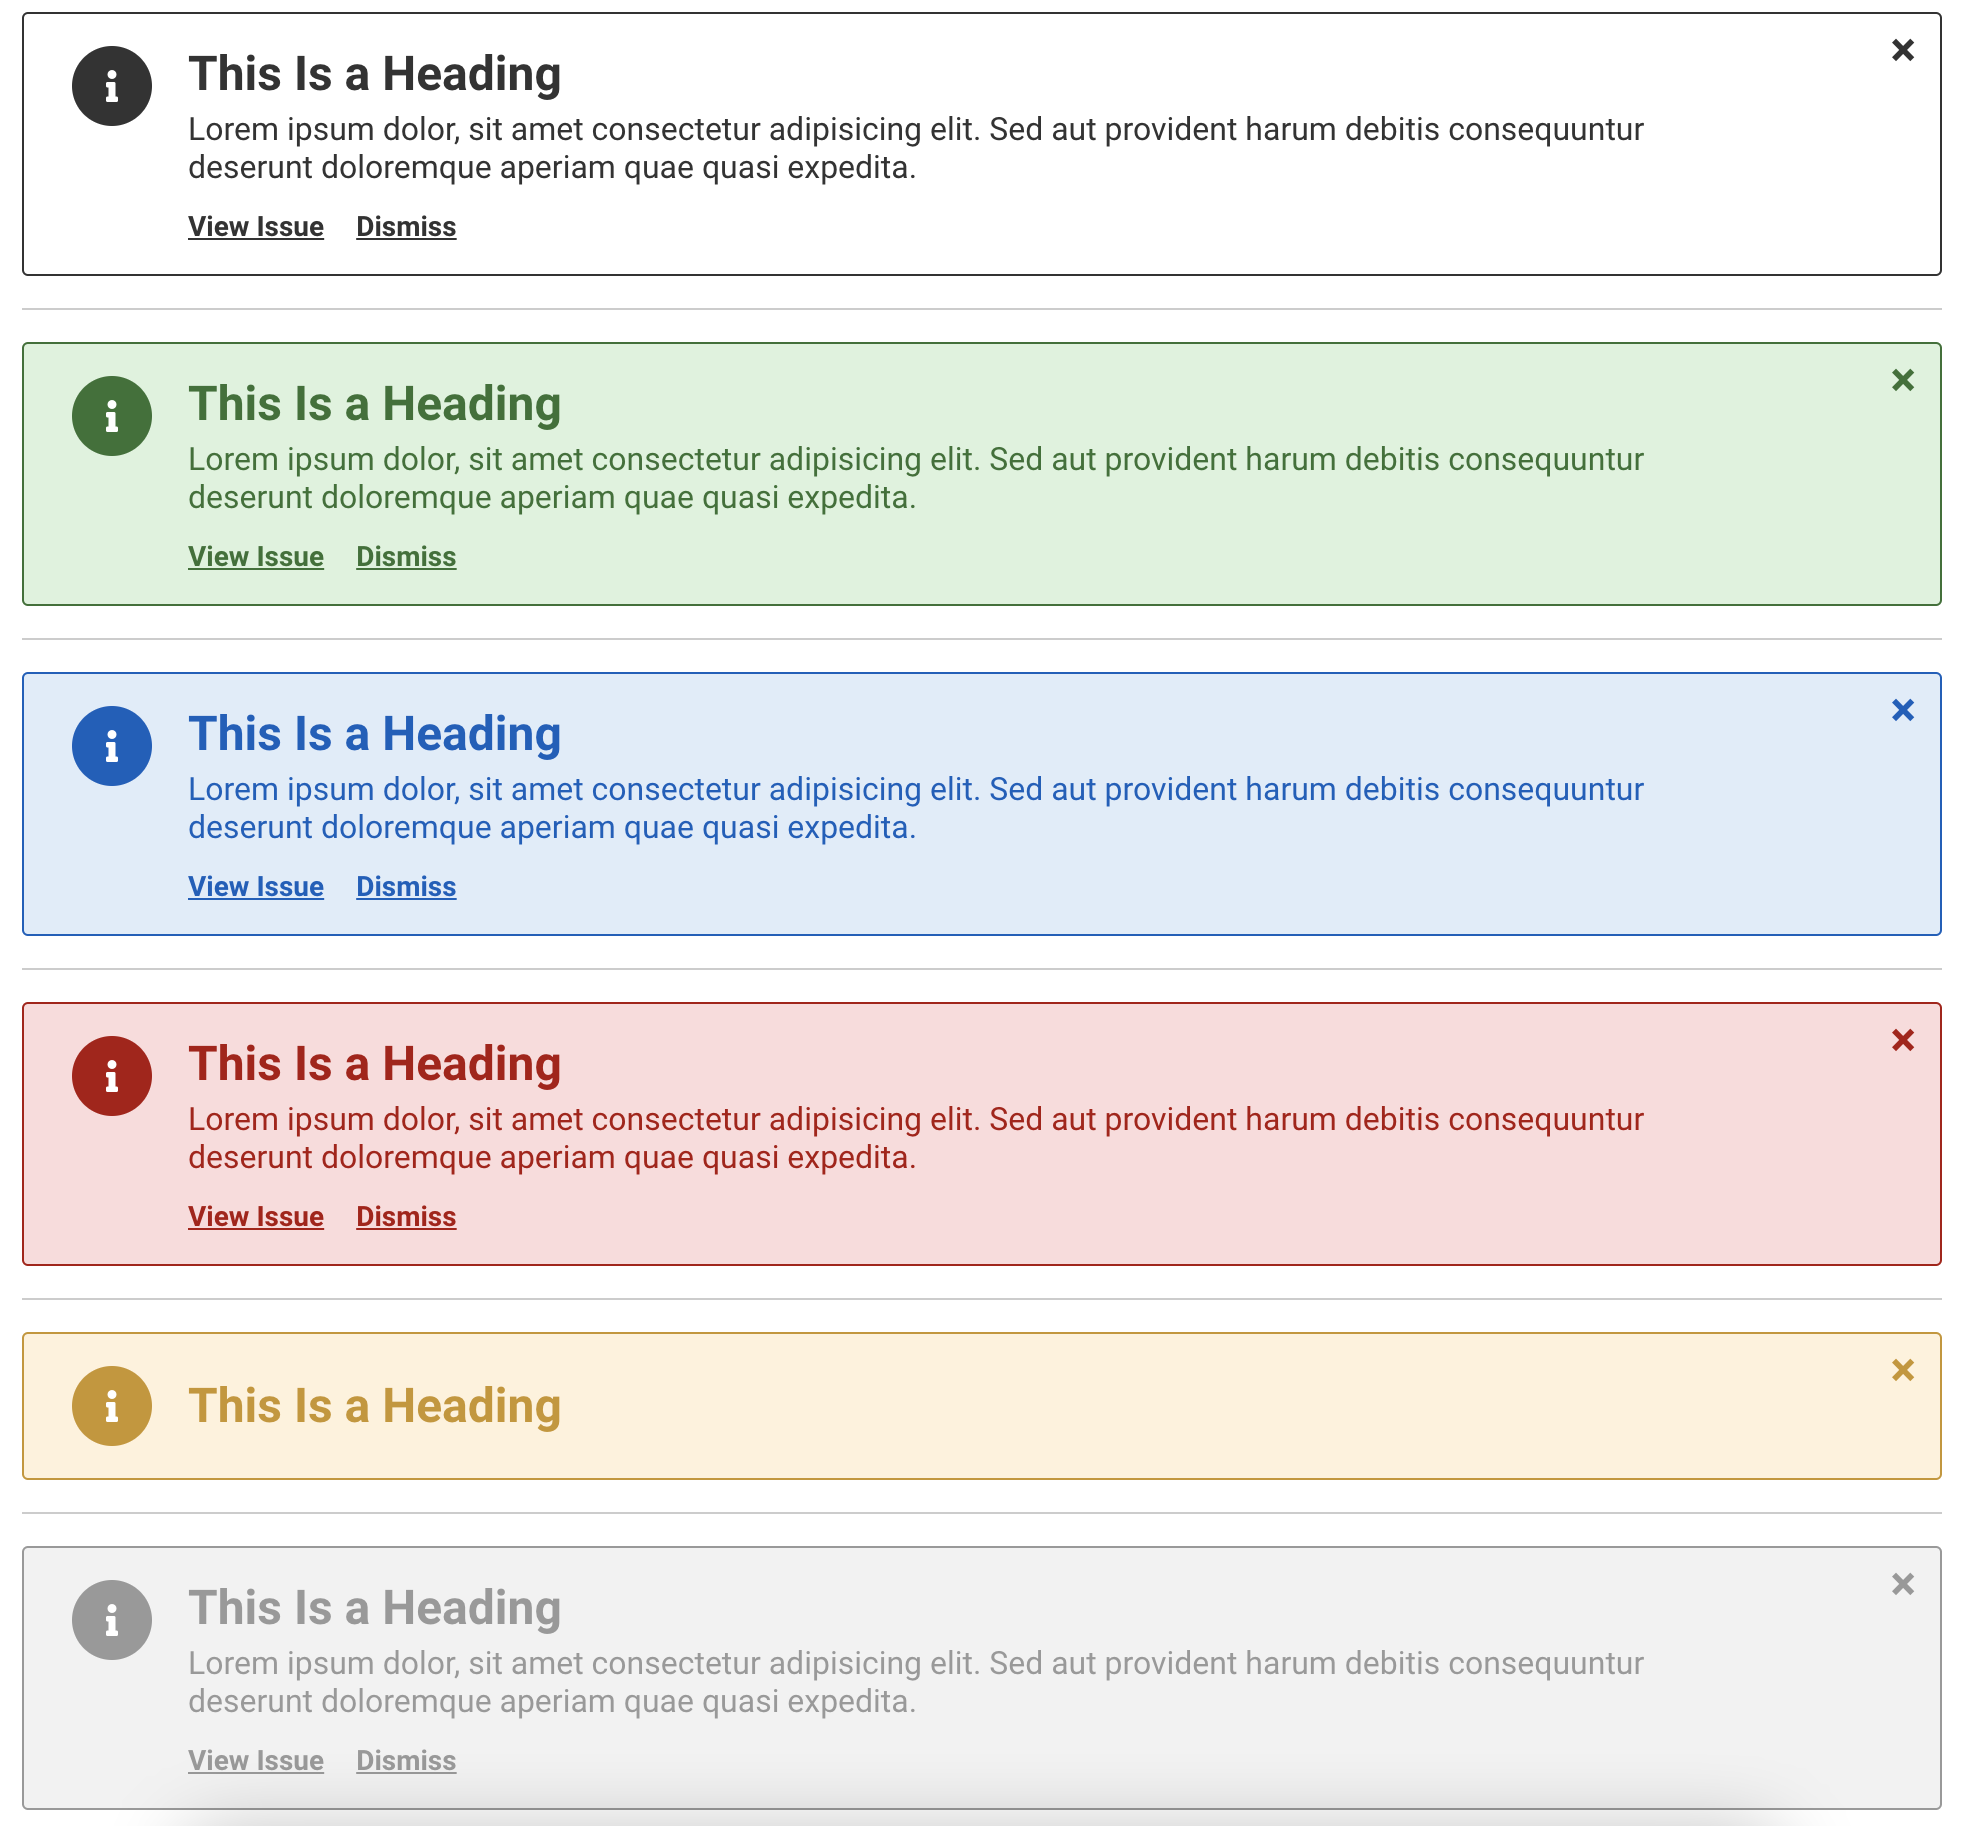 This Is a Heading
Lorem ipsum dolor, sit amet consectetur adipisicing elit. Sed aut provident harum debitis consequuntur
deserunt doloremque aperiam quae quasi expedita.
View Issue Dismiss
This Is a Heading
Lorem ipsum dolor, sit amet consectetur adipisicing elit. Sed aut provident harum debitis consequuntur
deserunt doloremque aperiam quae quasi expedita.
View Issue Dismiss
This Is a Heading
Lorem ipsum dolor, sit amet consectetur adipisicing elit. Sed aut provident harum debitis consequuntur
deserunt doloremque aperiam quae quasi expedita.
View Issue Dismiss
This Is a Heading
Lorem ipsum dolor, sit amet consectetur adipisicing elit. Sed aut provident harum debitis consequuntur
deserunt doloremque aperiam quae quasi expedita.
View Issue Dismiss
This Is a Heading
This Is a Heading
Lorem ipsum dolor, sit amet consectetur adipisicing elit. Sed aut provident harum debitis consequuntur
deserunt doloremque aperiam quae quasi expedita.
View Issue Dismiss